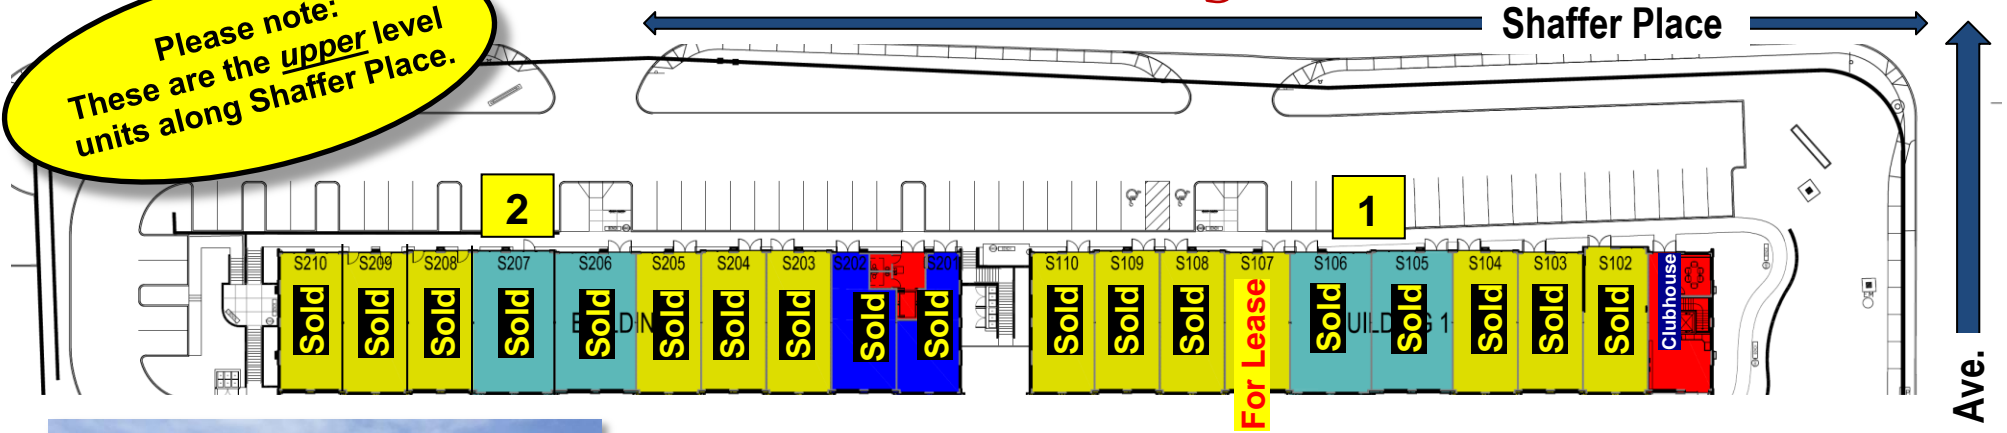 Please note:
These are the upper level
units along Shaffer Place.
Shaffer Place
Ave.
2
1
S210
S209
S208
S207
S206
S205
S204
S203
S202
S201
S110
S109
S108
S107
S106
S105
S104
S103
S102
Sold
Sold
Sold
Sold
Sold
Sold
Sold
Sold
Sold
Sold
Sold
Sold
Sold
For Lease
Sold
Sold
Sold
Sold
Sold
Clubhouse